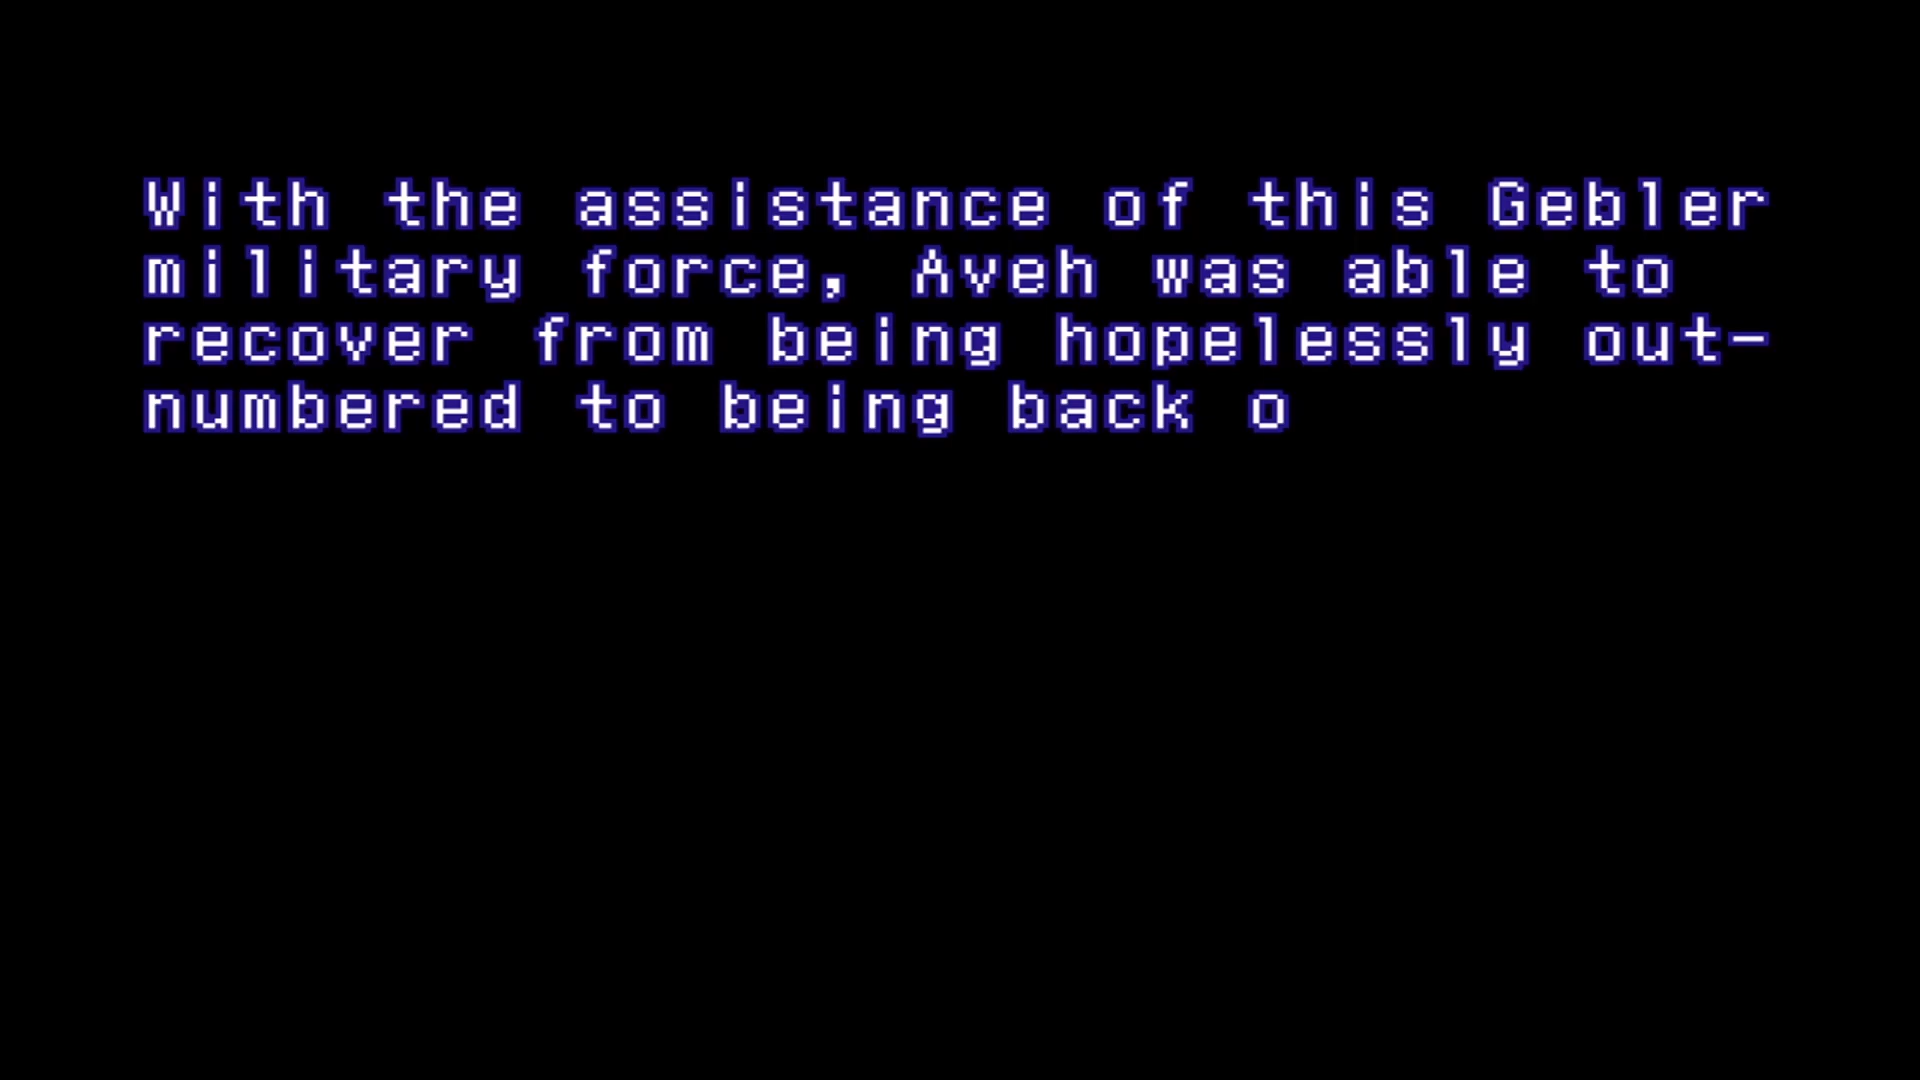 With the assistance of this Gebler
military force, Aveh was able to
recover from being hopelessly out-
numbered to being back o